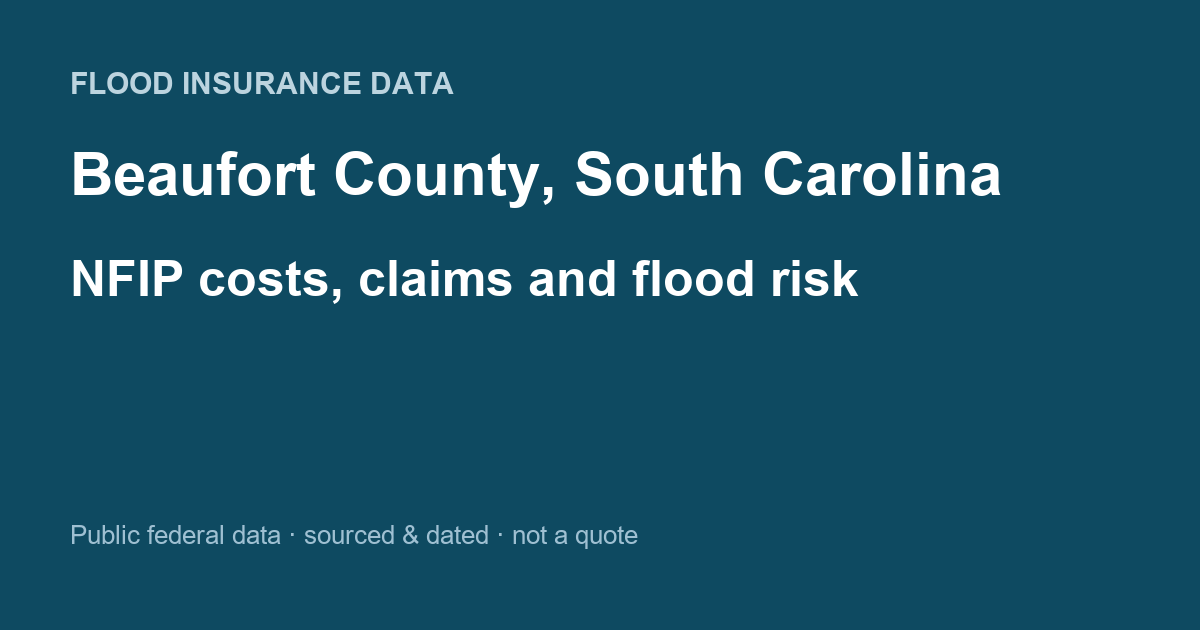 FLOOD INSURANCE DATA
Beaufort County, South Carolina
NFIP costs, claims and flood risk
Public federal data · sourced & dated · not a quote